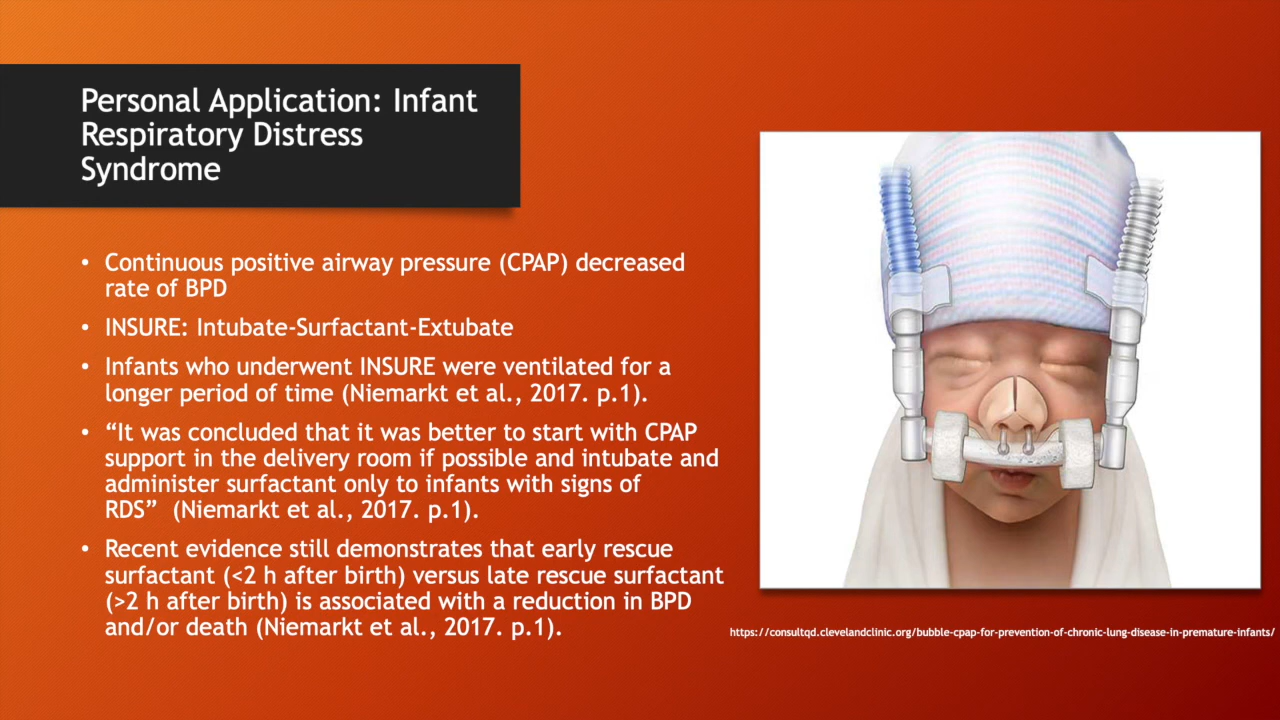 Personal Application: Infant
Respiratory Distress
Syndrome
• Continuous positive airway pressure (CPAP) decreased
rate of BPD
• INSURE: Intubate-Surfactant-Extubate
• Infants who underwent INSURE were ventilated for a
longer period of time (Niemarkt et al., 2017. p.1).
• “It was concluded that it was better to start with CPAP
support in the delivery room if possible and intubate and
administer surfactant only to infants with signs of
RDS” (Niemarkt et al., 2017. p.1).
• Recent evidence still demonstrates that early rescue
surfactant (<2 h after birth) versus late rescue surfactant
(>2 h after birth) is associated with a reduction in BPD
and/or death (Niemarkt et al., 2017. p.1).
https://consultqd.clevelandclinic.org/bubble-cpap-for-prevention-of-chronic-lung-disease-in-premature-infants/